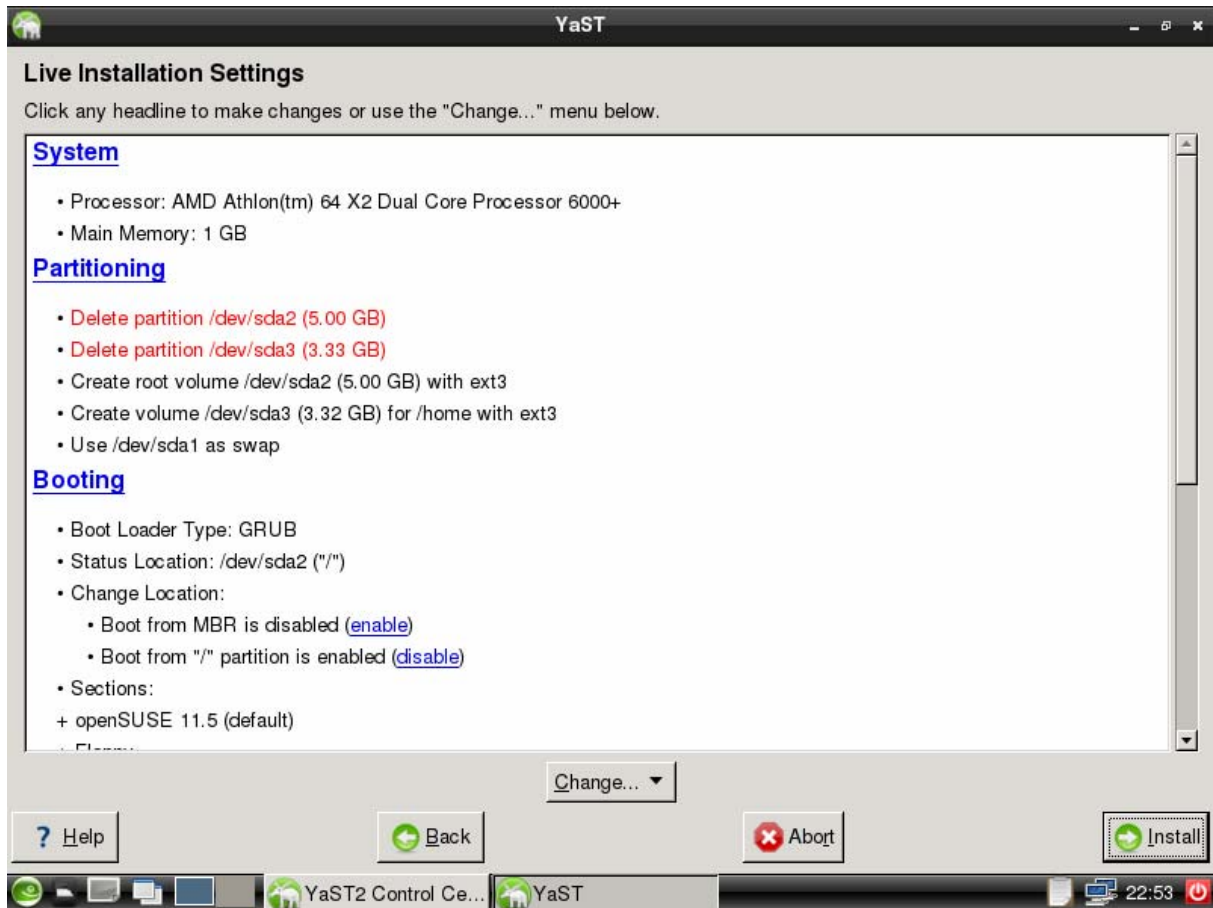 YaST
Live Installation Settings
Click any headline to make changes or use the "Change..." menu below.
System
• Processor: AMD Athlon(tm) 64 X2 Dual Core Processor 6000+
• Main Memory: 1 GB
Partitioning
• Delete partition /dev/sda2 (5.00 GB)
• Delete partition /dev/sda3 (3.33 GB)
• Create root volume /dev/sda2 (5.00 GB) with ext3
• Create volume /dev/sda3 (3.32 GB) for /home with ext3
• Use /dev/sda1 as swap
Booting
• Boot Loader Type: GRUB
• Status Location: /dev/sda2 ("/")
• Change Location:
• Boot from MBR is disabled (enable)
• Boot from "/" partition is enabled (disable)
• Sections:
+ openSUSE 11.5 (default)
Change...
? Help
Back
Abort
Install
YaST2 Control Ce...
YaST
22:53